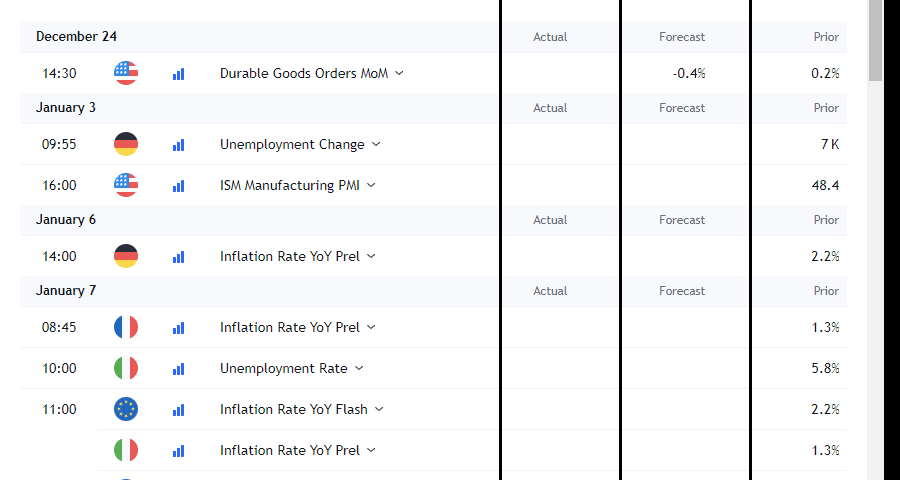 December 24 Actual Forecast Prior
14:30 Durable Goods Orders MoM -0.4% 0.2%
January 3 Actual Forecast Prior
09:55 Unemployment Change 7 K
16:00 ISM Manufacturing PMI 48.4
January 6 Actual Forecast Prior
14:00 Inflation Rate YoY Prel 2.2%
January 7 Actual Forecast Prior
08:45 Inflation Rate YoY Prel 1.3%
10:00 Unemployment Rate 5.8%
11:00 Inflation Rate YoY Flash 2.2%
Inflation Rate YoY Prel 1.3%